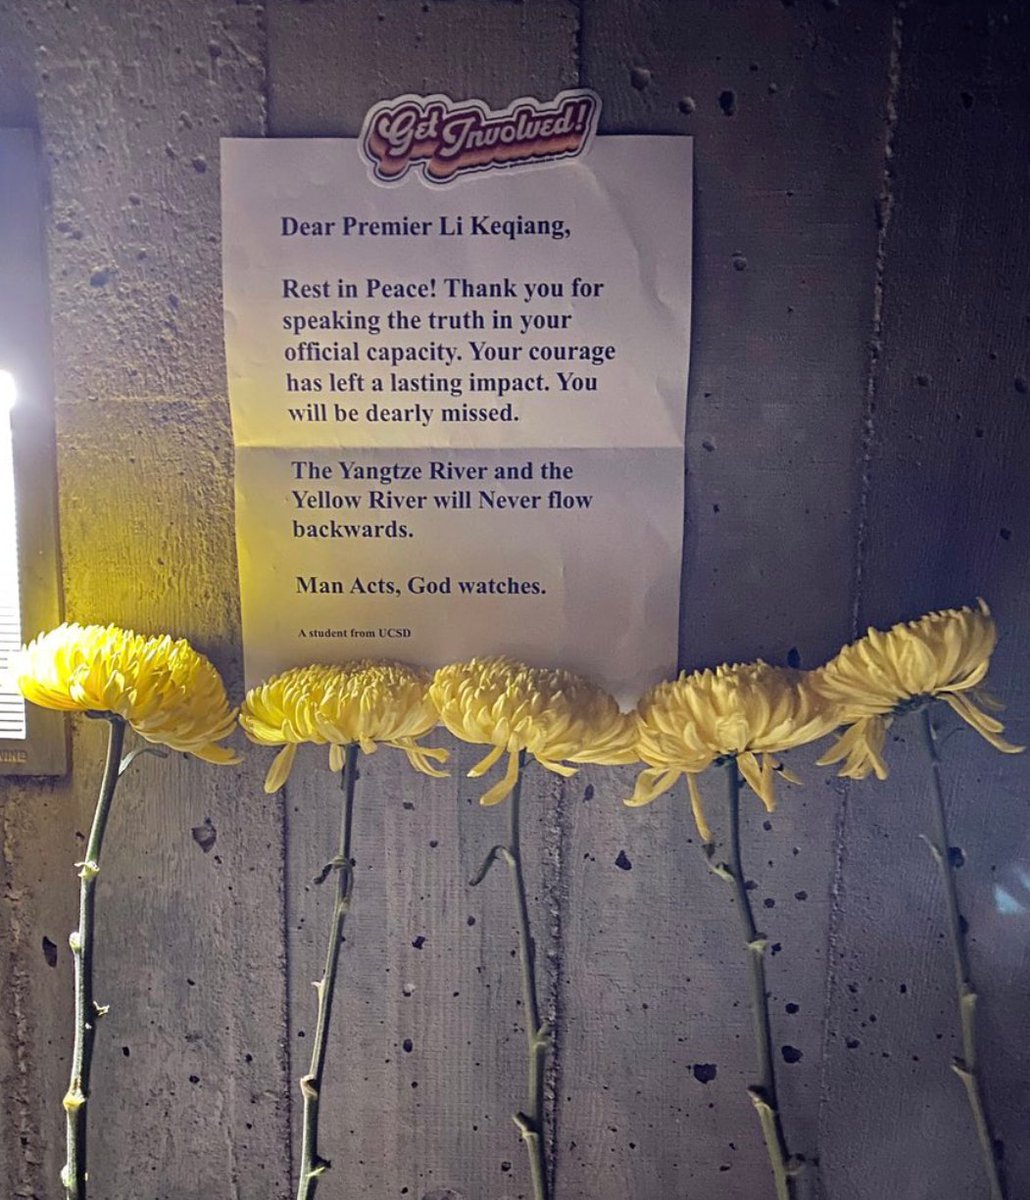 Get Involved!
Dear Premier Li Keqiang,
Rest in Peace! Thank you for
speaking the truth in your
official capacity. Your courage
has left a lasting impact. You
will be dearly missed.
The Yangtze River and the
Yellow River will Never flow
backwards.
Man Acts, God watches.
A student from UCSD